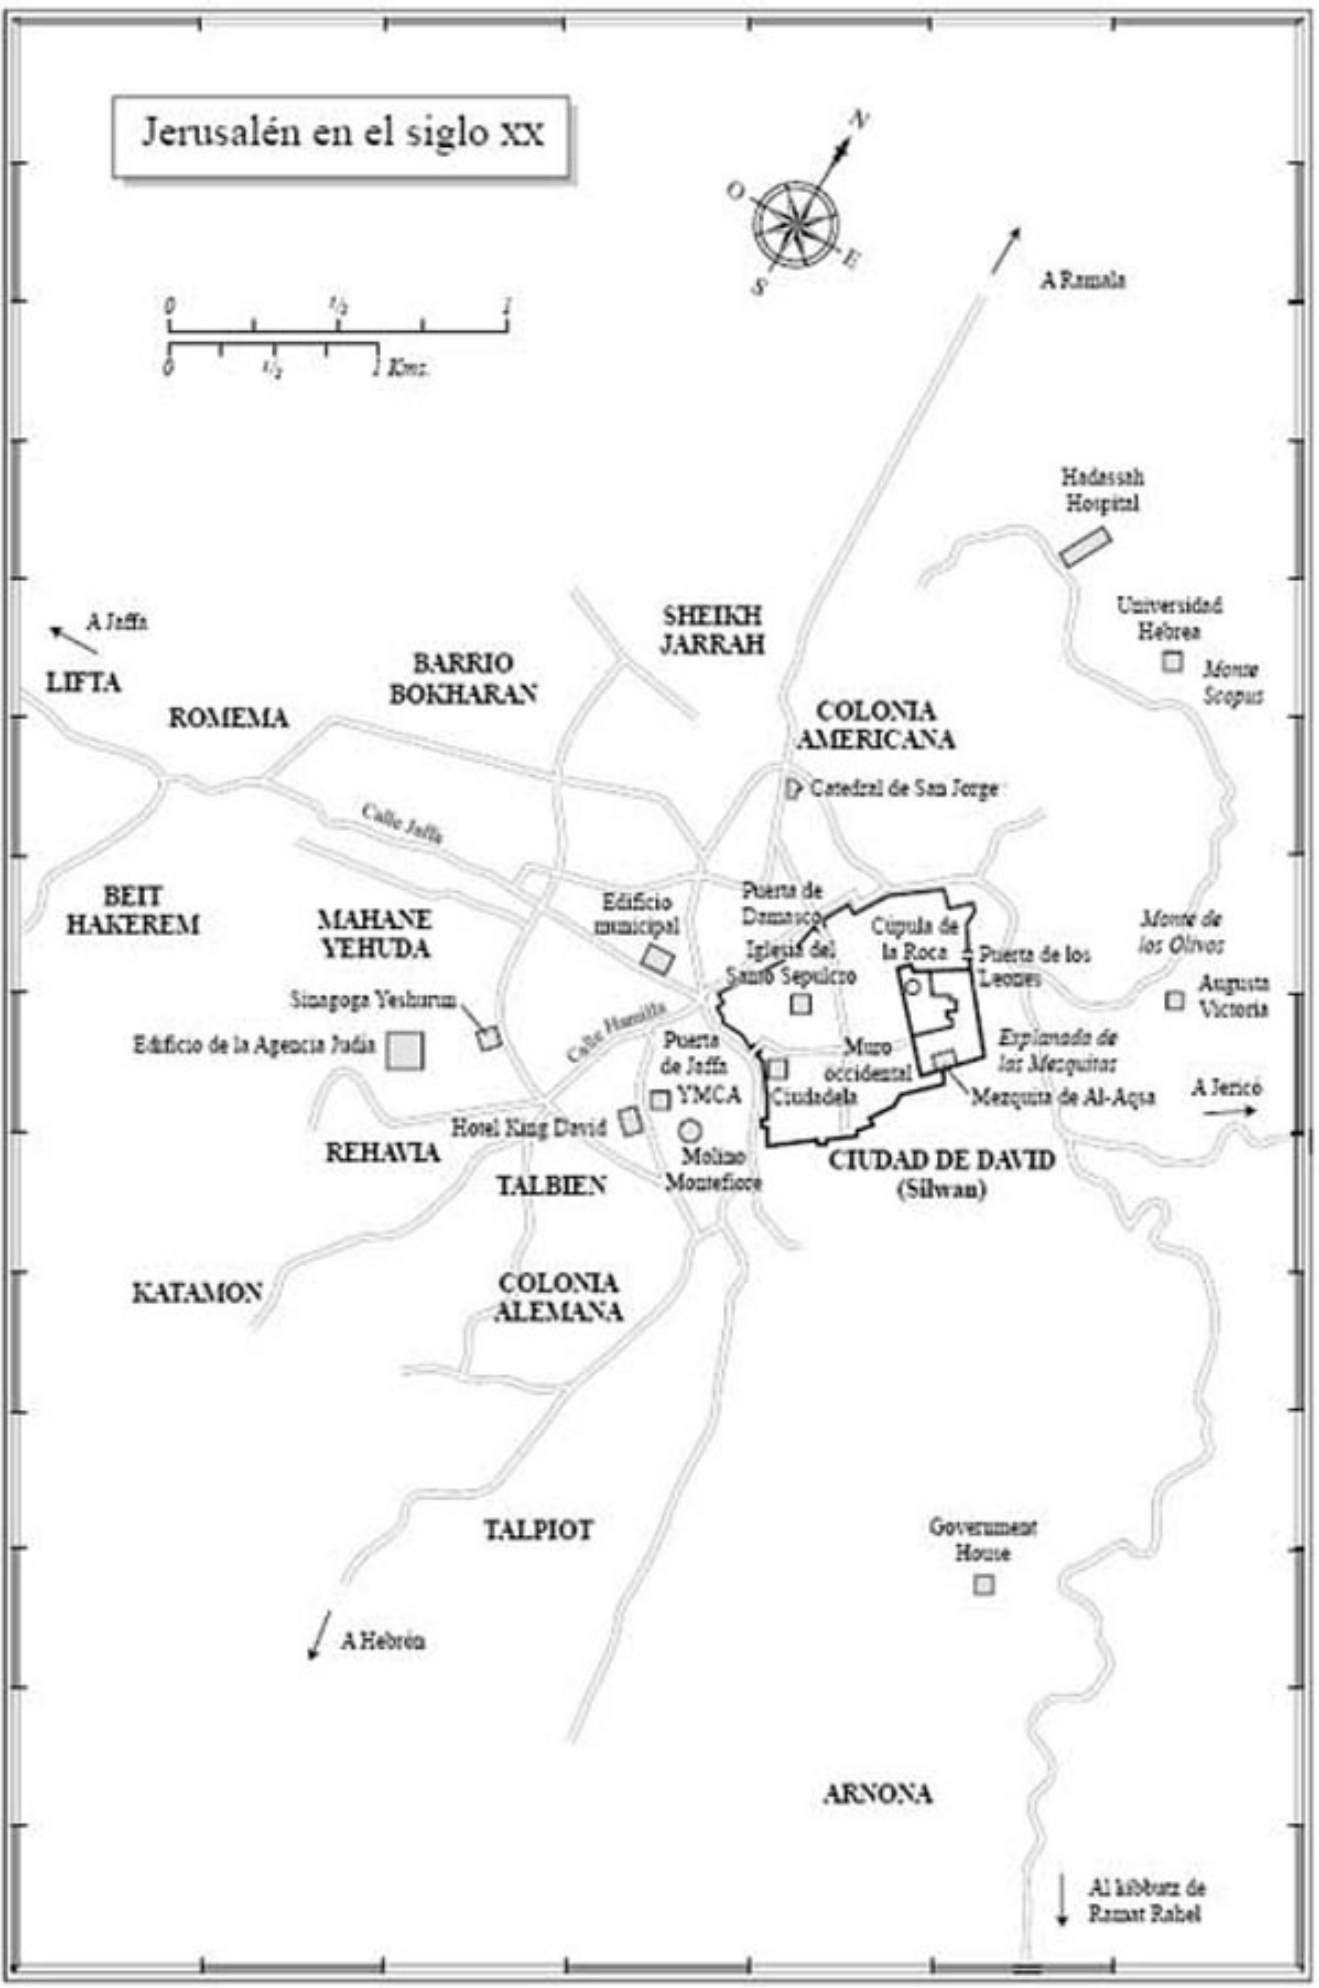 Jerusalén en el siglo XX
N
O
E
S
0 1/2 1
0 1/2 1 Kms.
A Ramala
Hadassah
Hospital
Universidad
Hebrea
Monte
Scopus
SHEIKH
JARRAH
A Jaffa
LIFTA
BARRIO
BOKHARAN
ROMEMA
COLONIA
AMERICANA
Catedral de San Jorge
Calle Jaffa
BEIT
HAKEREM
MAHANE
YEHUDA
Edificio
municipal
Puerta de
Damasco
Cúpula de
la Roca
Iglesia del
Santo Sepulcro
Puerta de los
Leones
Monte de
los Olivos
Augusta
Victoria
Sinagoga Yeshurun
Edificio de la Agencia Judía
Calle Mamilla
Puerta
de Jaffa
Muro
occidental
Explanada de
las Mezquitas
YMCA
Ciudadela
Mezquita de Al-Aqsa
A Jericó
Hotel King David
REHAVIA
Molino
Montefiore
CIUDAD DE DAVID
(Silwan)
TALBIEN
KATAMON
COLONIA
ALEMANA
TALPIOT
Government
House
A Hebrón
ARNONA
Al kibbutz de
Ramat Rahel